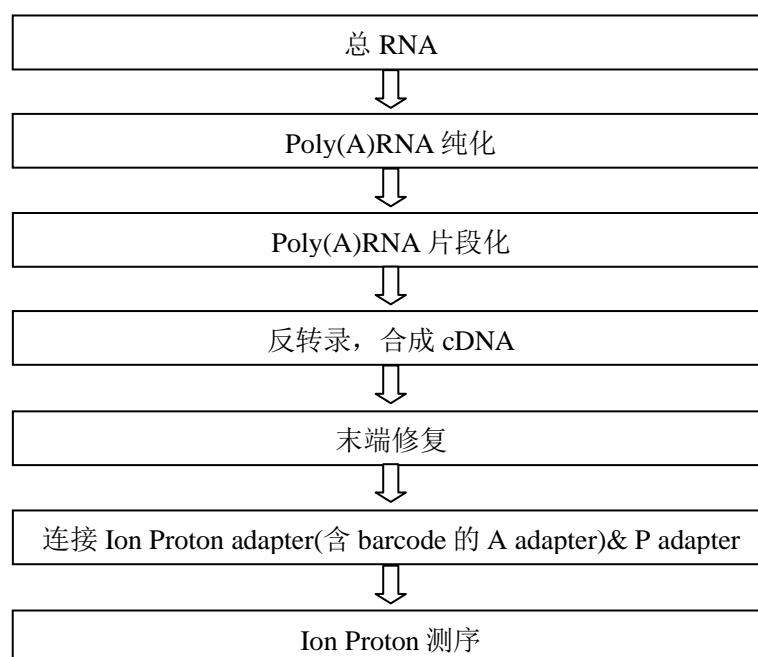 总 RNA
Poly(A)RNA 纯化
Poly(A)RNA 片段化
反转录，合成 cDNA
末端修复
连接 Ion Proton adapter(含 barcode 的 A adapter)& P adapter
Ion Proton 测序